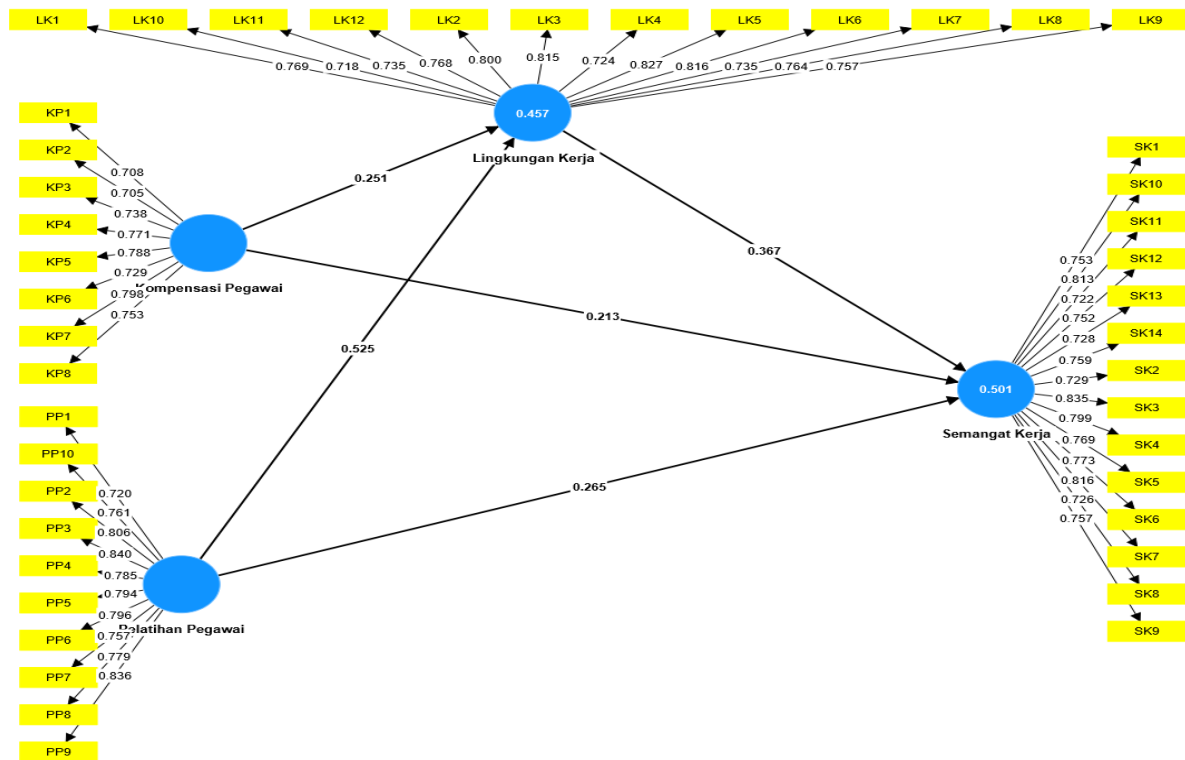 LK1 LK10 LK11 LK12 LK2 LK3 LK4 LK5 LK6 LK7 LK8 LK9
0.769 0.718 0.735 0.768 0.800 0.815 0.724 0.827 0.816 0.735 0.764 0.757
0.457
Lingkungan Kerja
KP1
KP2
KP3
KP4
KP5
KP6
KP7
KP8
0.708
0.705
0.738
0.771
0.788
0.729
0.798
0.753
Kompensasi Pegawai
0.251
0.367
0.213
0.525
0.265
PP1
PP10
PP2
PP3
PP4
PP5
PP6
PP7
PP8
PP9
0.720
0.761
0.806
0.840
0.785
0.794
0.796
0.757
0.779
0.836
Pelatihan Pegawai
SK1
SK10
SK11
SK12
SK13
SK14
SK2
SK3
SK4
SK5
SK6
SK7
SK8
SK9
0.753
0.813
0.722
0.752
0.728
0.759
0.729
0.835
0.799
0.769
0.773
0.816
0.726
0.757
0.501
Semangat Kerja